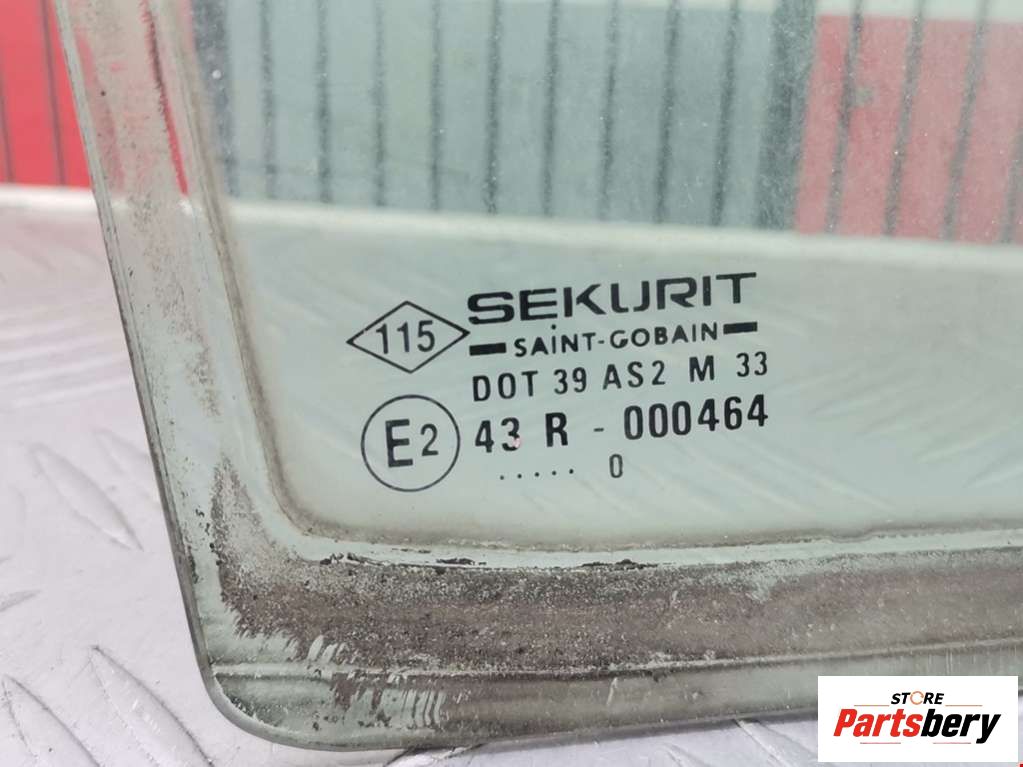 115
SEKURIT
SAINT-GOBAIN
DOT 39 AS2 M 33
E2 43 R - 000464
..... 0
STORE
Partsbery